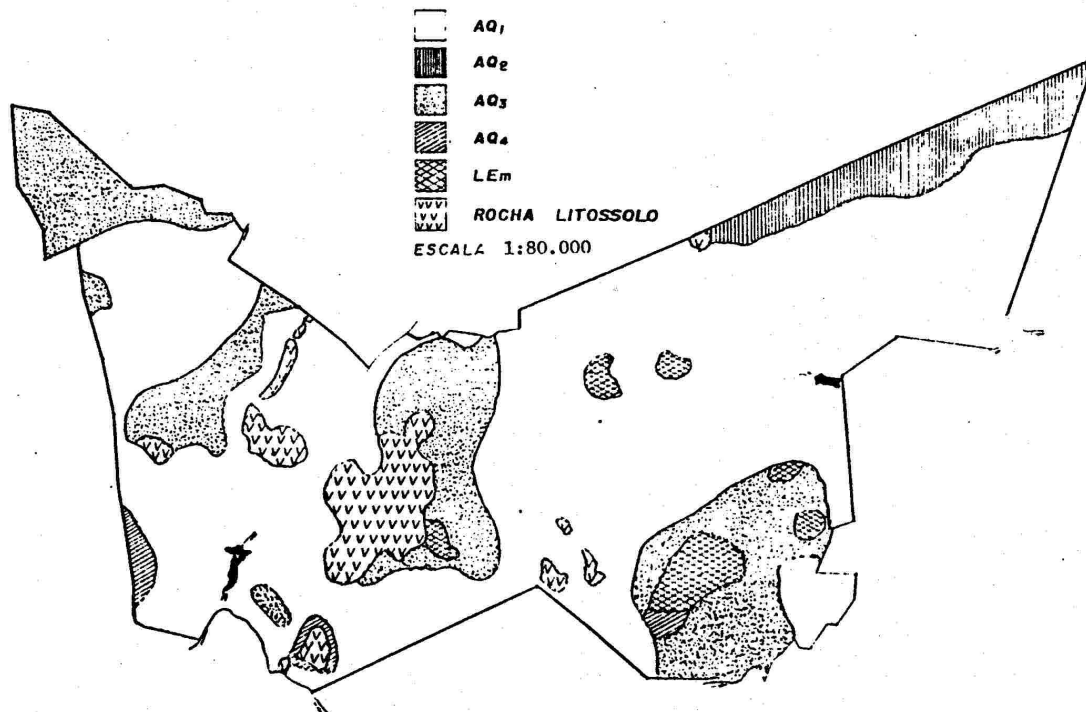 AQ1
AQ2
AQ3
AQ4
LEm
ROCHA LITOSSOLO
ESCALA 1:80.000